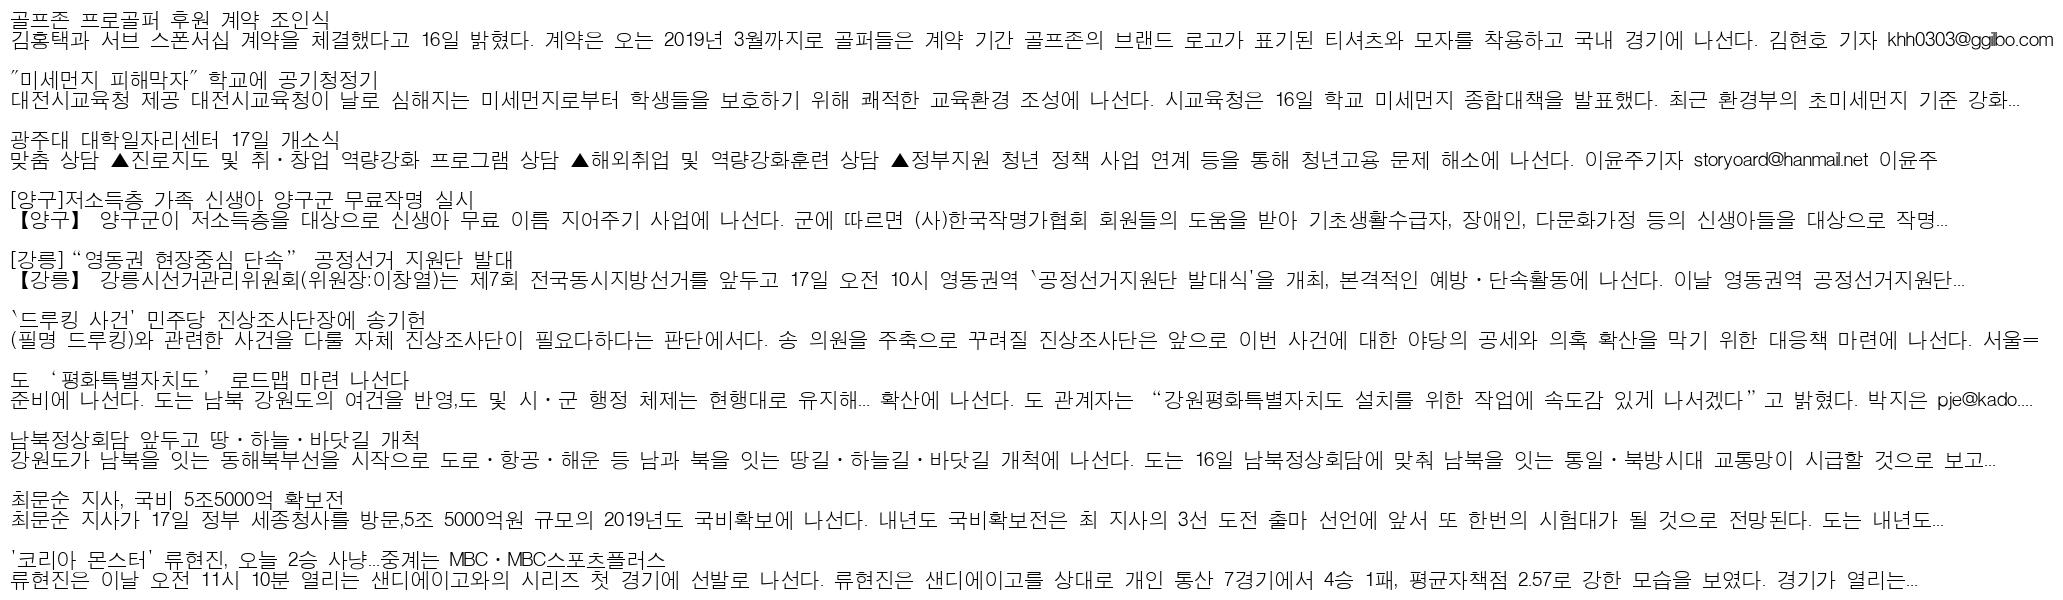 골프존 프로골퍼 후원 계약 조인식
김홍택과 서브 스폰서십 계약을 체결했다고 16일 밝혔다. 계약은 오는 2019년 3월까지로 골퍼들은 계약 기간 골프존의 브랜드 로고가 표기된 티셔츠와 모자를 착용하고 국내 경기에 나선다. 김현호 기자 khh0303@ggilbo.com
"미세먼지 피해막자" 학교에 공기청정기
대전시교육청 제공 대전시교육청이 날로 심해지는 미세먼지로부터 학생들을 보호하기 위해 쾌적한 교육환경 조성에 나선다. 시교육청은 16일 학교 미세먼지 종합대책을 발표했다. 최근 환경부의 초미세먼지 기준 강화...
광주대 대학일자리센터 17일 개소식
맞춤 상담 ▲진로지도 및 취·창업 역량강화 프로그램 상담 ▲해외취업 및 역량강화훈련 상담 ▲정부지원 청년 정책 사업 연계 등을 통해 청년고용 문제 해소에 나선다. 이윤주기자 storyoard@hanmail.net 이윤주
[양구]저소득층 가족 신생아 양구군 무료작명 실시
【양구】 양구군이 저소득층을 대상으로 신생아 무료 이름 지어주기 사업에 나선다. 군에 따르면 (사)한국작명가협회 회원들의 도움을 받아 기초생활수급자, 장애인, 다문화가정 등의 신생아들을 대상으로 작명...
[강릉]“영동권 현장중심 단속” 공정선거 지원단 발대
【강릉】 강릉시선거관리위원회(위원장:이창열)는 제7회 전국동시지방선거를 앞두고 17일 오전 10시 영동권역 `공정선거지원단 발대식'을 개최, 본격적인 예방·단속활동에 나선다. 이날 영동권역 공정선거지원단...
`드루킹 사건' 민주당 진상조사단장에 송기헌
(필명 드루킹)와 관련한 사건을 다룰 자체 진상조사단이 필요다하다는 판단에서다. 송 의원을 주축으로 꾸려질 진상조사단은 앞으로 이번 사건에 대한 야당의 공세와 의혹 확산을 막기 위한 대응책 마련에 나선다. 서울=
도 ‘평화특별자치도’ 로드맵 마련 나선다
준비에 나선다. 도는 남북 강원도의 여건을 반영,도 및 시·군 행정 체제는 현행대로 유지해... 확산에 나선다. 도 관계자는 “강원평화특별자치도 설치를 위한 작업에 속도감 있게 나서겠다”고 밝혔다. 박지은 pje@kado....
남북정상회담 앞두고 땅·하늘·바닷길 개척
강원도가 남북을 잇는 동해북부선을 시작으로 도로·항공·해운 등 남과 북을 잇는 땅길·하늘길·바닷길 개척에 나선다. 도는 16일 남북정상회담에 맞춰 남북을 잇는 통일·북방시대 교통망이 시급할 것으로 보고...
최문순 지사, 국비 5조5000억 확보전
최문순 지사가 17일 정부 세종청사를 방문,5조 5000억원 규모의 2019년도 국비확보에 나선다. 내년도 국비확보전은 최 지사의 3선 도전 출마 선언에 앞서 또 한번의 시험대가 될 것으로 전망된다. 도는 내년도...
'코리아 몬스터' 류현진, 오늘 2승 사냥...중계는 MBC·MBC스포츠플러스
류현진은 이날 오전 11시 10분 열리는 샌디에이고와의 시리즈 첫 경기에 선발로 나선다. 류현진은 샌디에이고를 상대로 개인 통산 7경기에서 4승 1패, 평균자책점 2.57로 강한 모습을 보였다. 경기가 열리는...